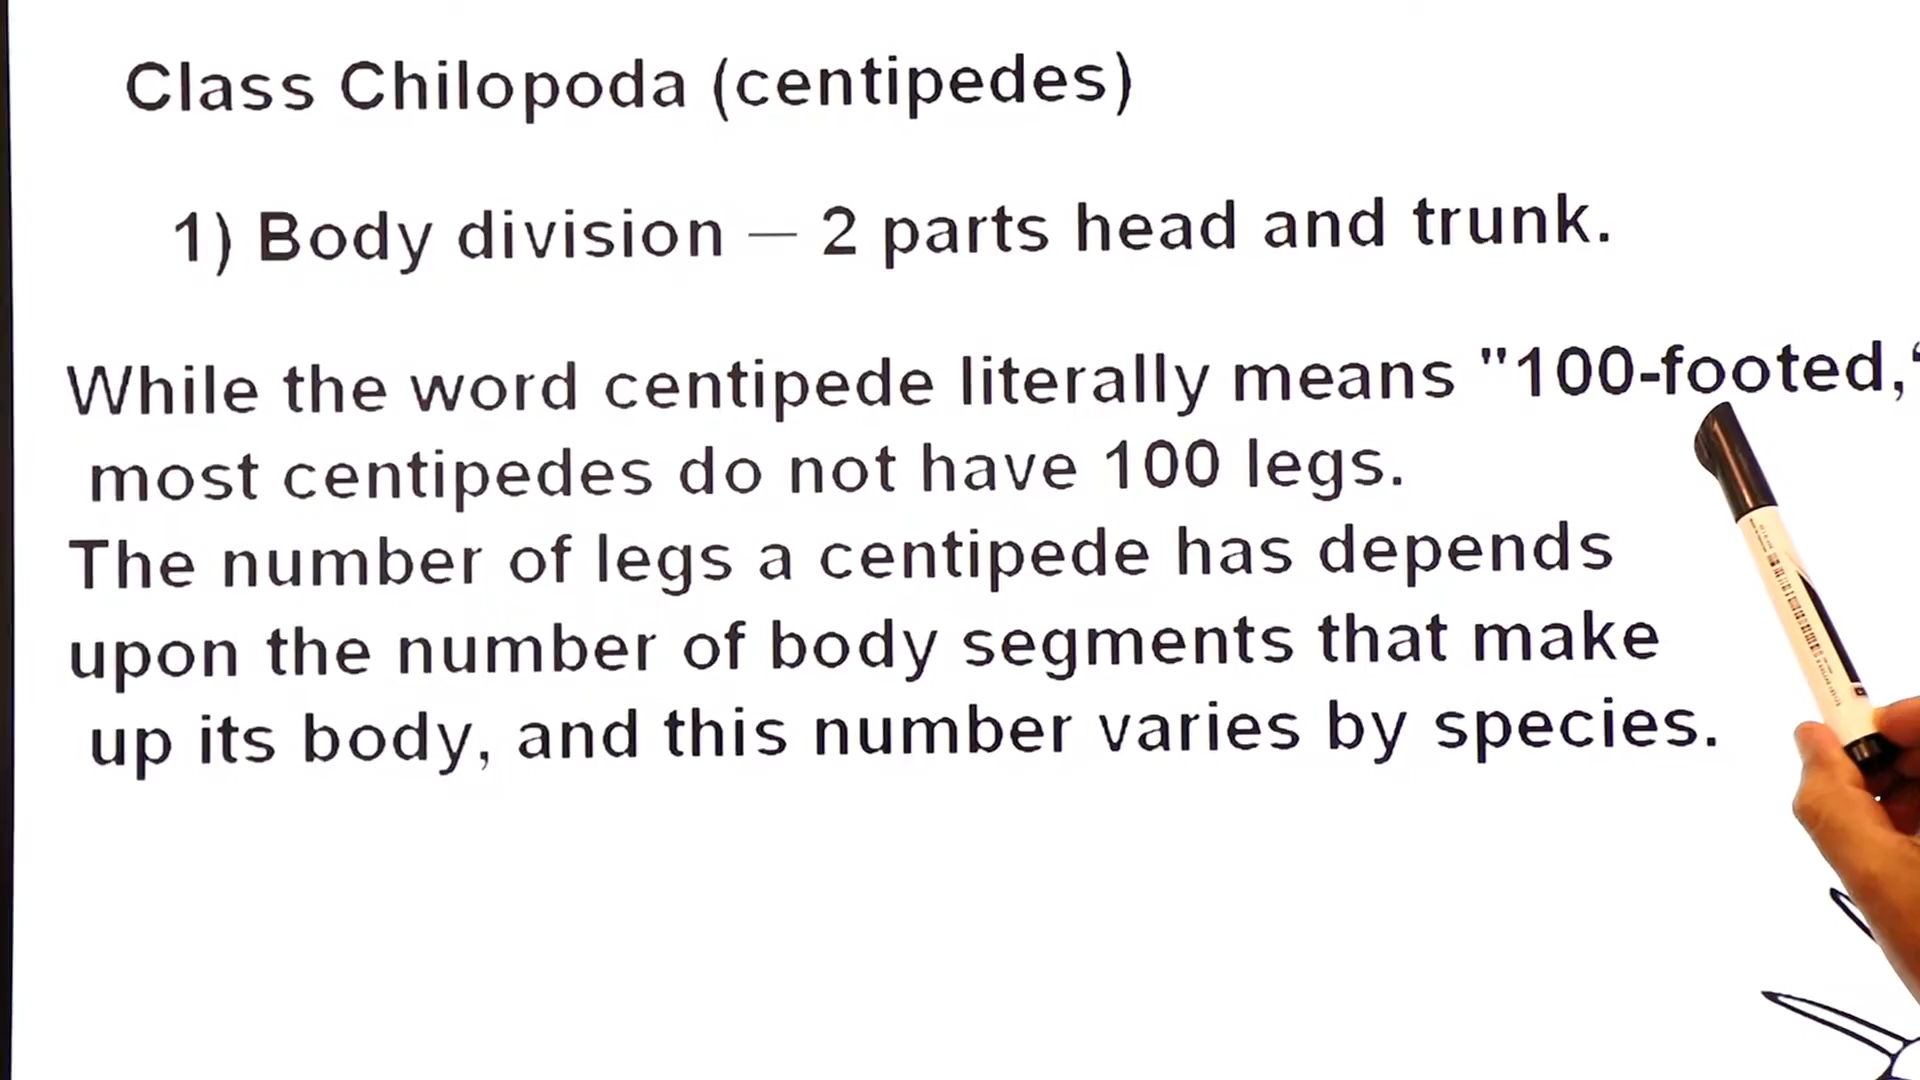 Class Chilopoda (centipedes)
1) Body division — 2 parts head and trunk.
While the word centipede literally means "100-footed,“
most centipedes do not have 100 legs.
The number of legs a centipede has depends
upon the number of body segments that make
up its body, and this number varies by species.